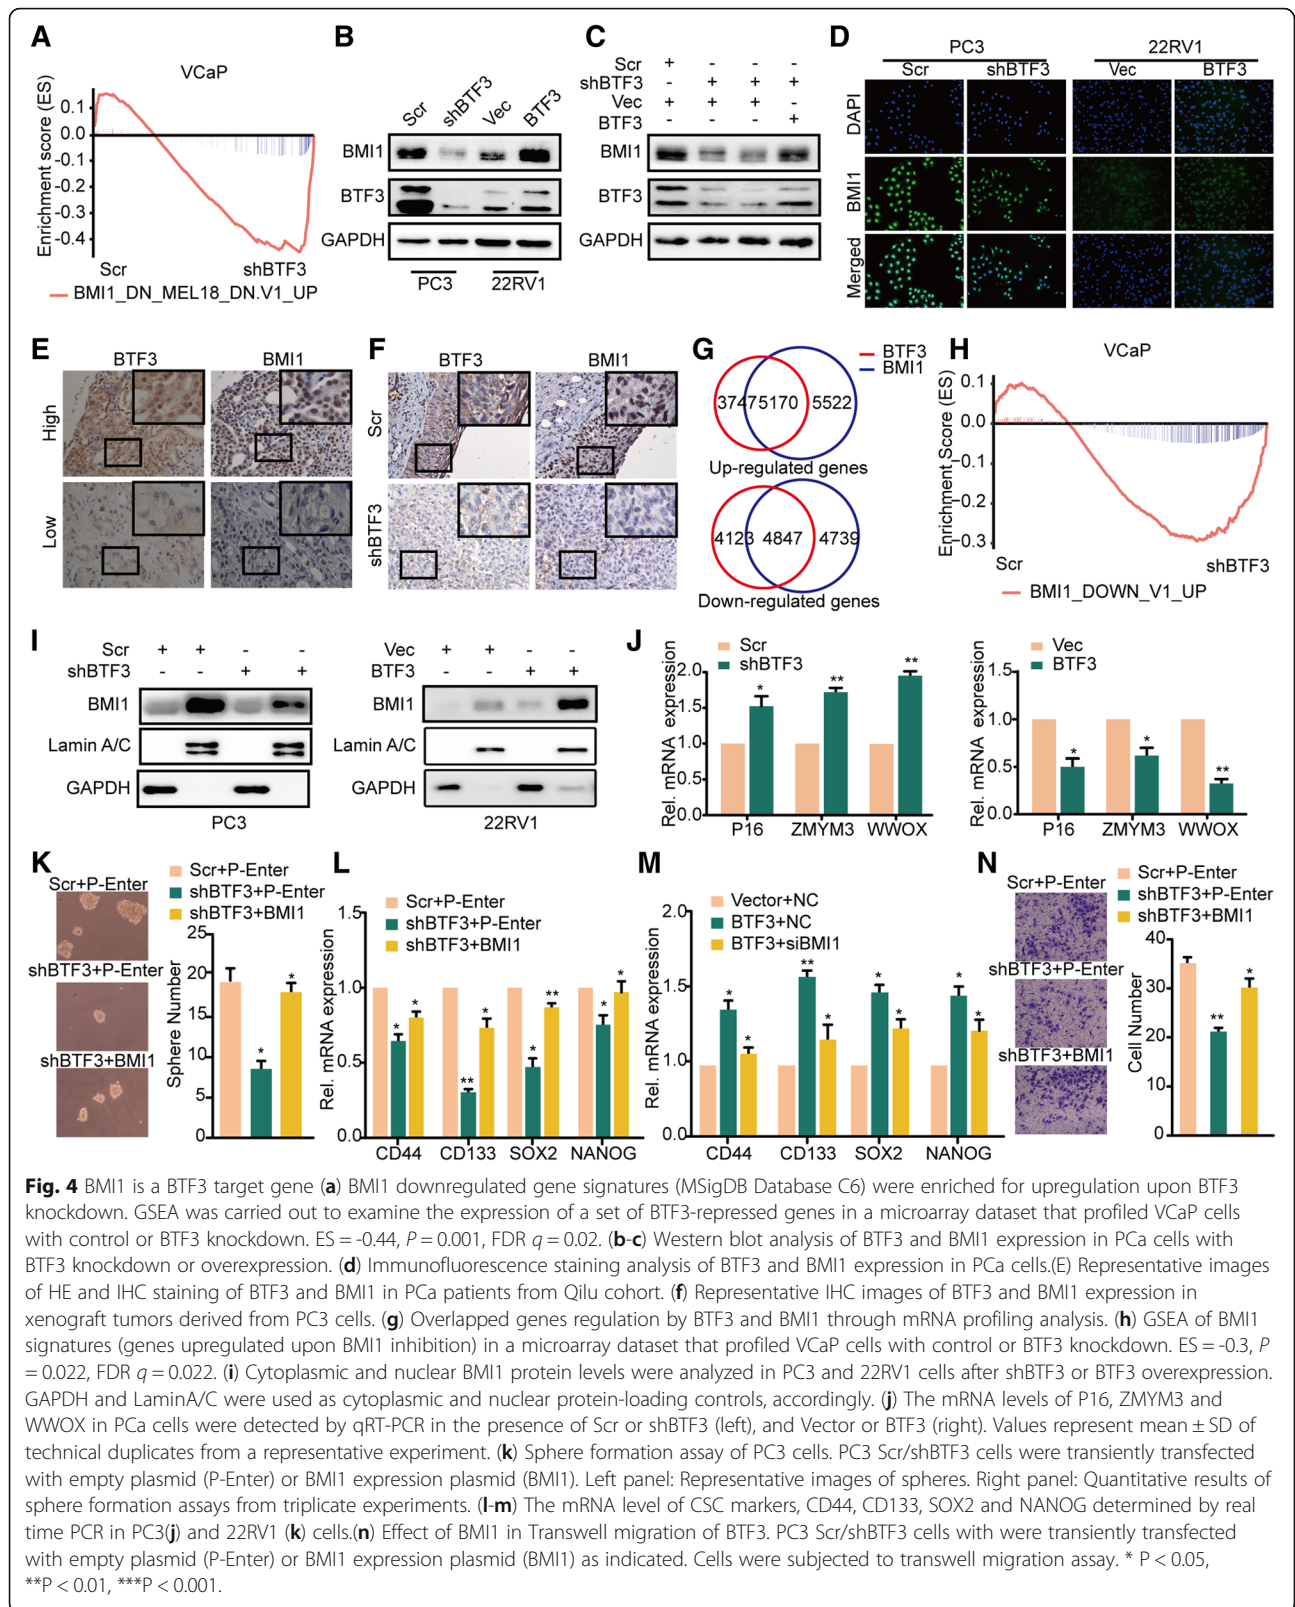 A
VCaP
Enrichment score (ES)
0.1
0.0
-0.1
-0.2
-0.3
-0.4
Scr shBTF3
BMI1_DN_MEL18_DN.V1_UP
B
Scr shBTF3 Vec BTF3
BMI1
BTF3
GAPDH
PC3 22RV1
C
Scr + - - -
shBTF3 - + + +
Vec + + + -
BTF3 - - - +
BMI1
BTF3
GAPDH
D
PC3 22RV1
Scr shBTF3 Vec BTF3
DAPI
BMI1
Merged
E
BTF3 BMI1
High
Low
F
BTF3 BMI1
Scr
shBTF3
G
BTF3
BMI1
3747 5170 5522
Up-regulated genes
4123 4847 4739
Down-regulated genes
H
VCaP
Enrichment Score (ES)
0.1
0.0
−0.1
−0.2
−0.3
Scr shBTF3
BMI1_DOWN_V1_UP
I
Scr + + - -
shBTF3 - - + +
BMI1
Lamin A/C
GAPDH
PC3
Vec + + - -
BTF3 - - + +
BMI1
Lamin A/C
GAPDH
22RV1
J
Scr
shBTF3
Rel. mRNA expression
2.0
1.5
1.0
0.5
0.0
* ** **
P16 ZMYM3 WWOX
Vec
BTF3
Rel. mRNA expression
1.5
1.0
0.5
0.0
* * **
P16 ZMYM3 WWOX
K
Scr+P-Enter
shBTF3+P-Enter
shBTF3+BMI1
Scr+P-Enter
shBTF3+P-Enter
shBTF3+BMI1
Sphere Number
25
20
15
10
5
0
* *
L
Scr+P-Enter
shBTF3+P-Enter
shBTF3+BMI1
Rel. mRNA expression
1.5
1.0
0.5
0.0
* * ** * * ** * *
CD44 CD133 SOX2 NANOG
M
Vector+NC
BTF3+NC
BTF3+siBMI1
Rel. mRNA expression
2.0
1.5
1.0
0.5
0.0
* * ** * * * * *
CD44 CD133 SOX2 NANOG
N
Scr+P-Enter
shBTF3+P-Enter
shBTF3+BMI1
Scr+P-Enter
shBTF3+P-Enter
shBTF3+BMI1
Cell Number
40
30
20
10
0
** *
Fig. 4 BMI1 is a BTF3 target gene (a) BMI1 downregulated gene signatures (MSigDB Database C6) were enriched for upregulation upon BTF3
knockdown. GSEA was carried out to examine the expression of a set of BTF3-repressed genes in a microarray dataset that profiled VCaP cells
with control or BTF3 knockdown. ES = -0.44, P = 0.001, FDR q = 0.02. (b-c) Western blot analysis of BTF3 and BMI1 expression in PCa cells with
BTF3 knockdown or overexpression. (d) Immunofluorescence staining analysis of BTF3 and BMI1 expression in PCa cells.(E) Representative images
of HE and IHC staining of BTF3 and BMI1 in PCa patients from Qilu cohort. (f) Representative IHC images of BTF3 and BMI1 expression in
xenograft tumors derived from PC3 cells. (g) Overlapped genes regulation by BTF3 and BMI1 through mRNA profiling analysis. (h) GSEA of BMI1
signatures (genes upregulated upon BMI1 inhibition) in a microarray dataset that profiled VCaP cells with control or BTF3 knockdown. ES = -0.3, P
= 0.022, FDR q = 0.022. (i) Cytoplasmic and nuclear BMI1 protein levels were analyzed in PC3 and 22RV1 cells after shBTF3 or BTF3 overexpression.
GAPDH and LaminA/C were used as cytoplasmic and nuclear protein-loading controls, accordingly. (j) The mRNA levels of P16, ZMYM3 and
WWOX in PCa cells were detected by qRT-PCR in the presence of Scr or shBTF3 (left), and Vector or BTF3 (right). Values represent mean ± SD of
technical duplicates from a representative experiment. (k) Sphere formation assay of PC3 cells. PC3 Scr/shBTF3 cells were transiently transfected
with empty plasmid (P-Enter) or BMI1 expression plasmid (BMI1). Left panel: Representative images of spheres. Right panel: Quantitative results of
sphere formation assays from triplicate experiments. (l-m) The mRNA level of CSC markers, CD44, CD133, SOX2 and NANOG determined by real
time PCR in PC3(j) and 22RV1 (k) cells.(n) Effect of BMI1 in Transwell migration of BTF3. PC3 Scr/shBTF3 cells with were transiently transfected
with empty plasmid (P-Enter) or BMI1 expression plasmid (BMI1) as indicated. Cells were subjected to transwell migration assay. * P < 0.05,
**P < 0.01, ***P < 0.001.